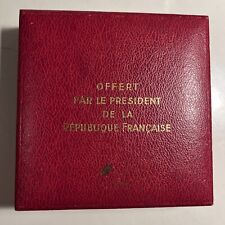 OFFERT
PAR LE PRESIDENT
DE LA
RÉPUBLIQUE FRANÇAISE